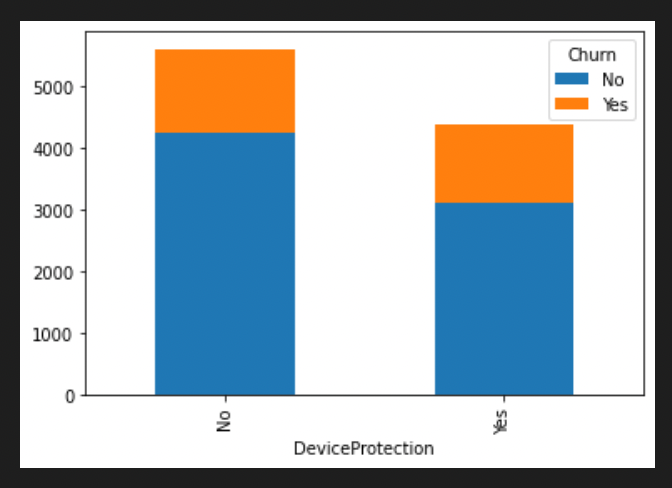 Churn
No
Yes
5000
4000
3000
2000
1000
0
No
Yes
DeviceProtection